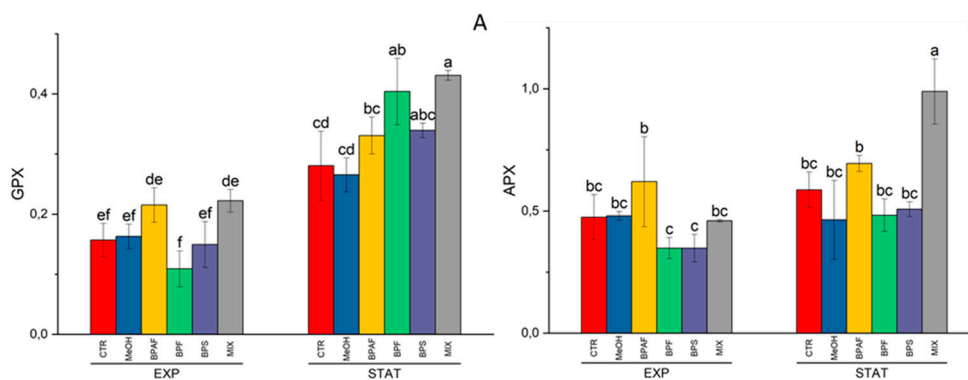 A
GPX
0,4
0,2
0,0
ef
ef
de
f
ef
de
cd
cd
bc
ab
abc
a
CTR
MeOH
BPAF
BPF
BPS
MIX
CTR
MeOH
BPAF
BPF
BPS
MIX
EXP
STAT
APX
1,0
0,5
0,0
bc
bc
b
c
c
bc
bc
bc
b
bc
bc
a
CTR
MeOH
BPAF
BPF
BPS
MIX
CTR
MeOH
BPAF
BPF
BPS
MIX
EXP
STAT